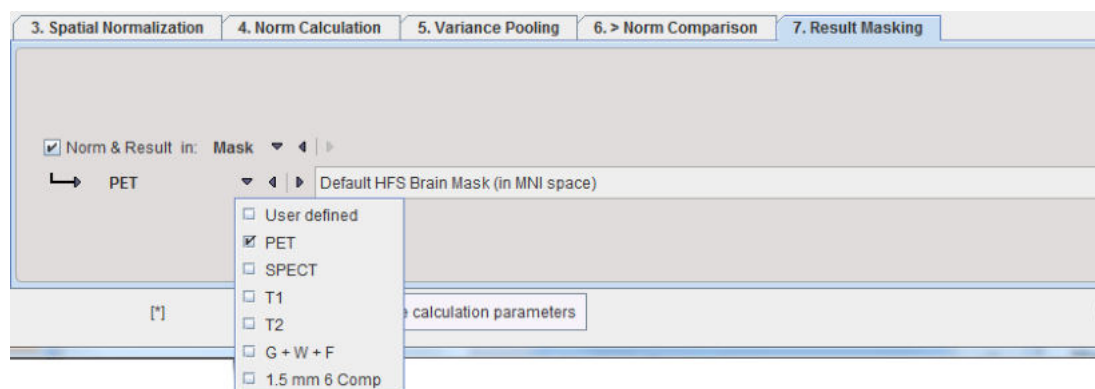 3. Spatial Normalization 4. Norm Calculation 5. Variance Pooling 6. > Norm Comparison 7. Result Masking
Norm & Result in: Mask
PET Default HFS Brain Mask (in MNI space)
User defined
PET
SPECT
T1
[*] calculation parameters
T2
G + W + F
1.5 mm 6 Comp